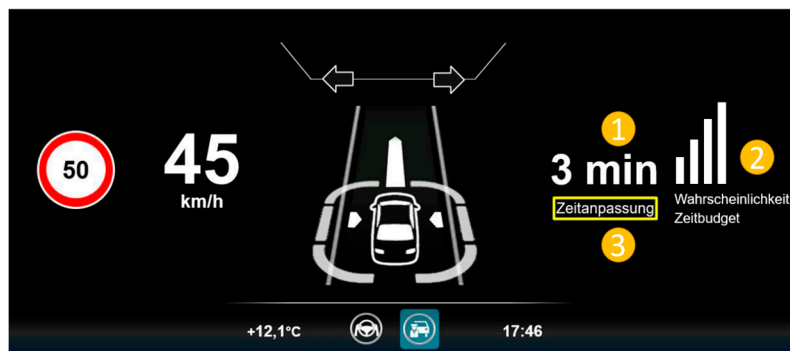 50
45
km/h
1
3 min
2
Wahrscheinlichkeit
Zeitbudget
Zeitanpassung
3
+12,1°C
17:46